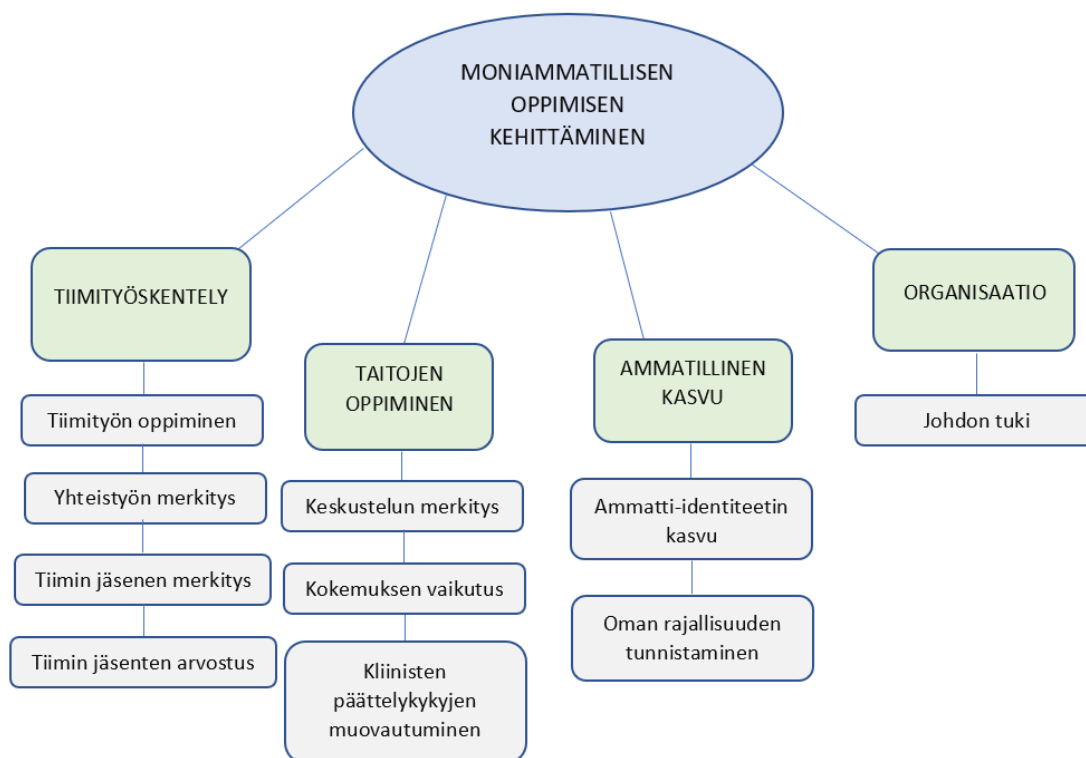 MONIAMMATILLISEN
OPPIMISEN
KEHITTÄMINEN
TIIMITYÖSKENTELY
Tiimityön oppiminen
Yhteistyön merkitys
Tiimin jäsenen merkitys
Tiimin jäsenten arvostus
TAITOJEN
OPPIMINEN
Keskustelun merkitys
Kokemuksen vaikutus
Kliinisten
päättelykykyjen
muovautuminen
AMMATILLINEN
KASVU
Ammatti-identiteetin
kasvu
Oman rajallisuuden
tunnistaminen
ORGANISAATIO
Johdon tuki